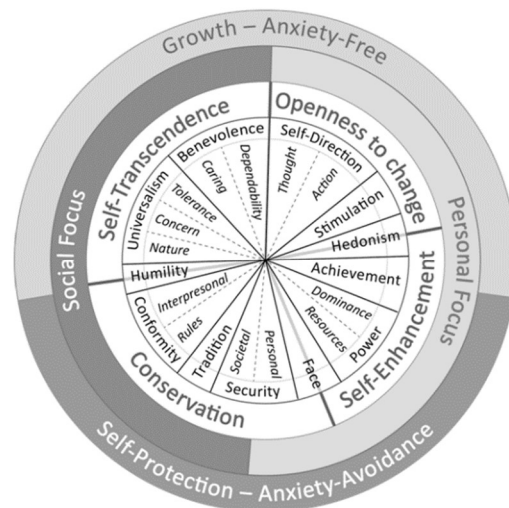 Growth – Anxiety-Free
Social Focus
Personal Focus
Self-Protection – Anxiety-Avoidance
Self-Transcendence
Openness to change
Self-Enhancement
Conservation
Benevolence
Caring
Dependability
Self-Direction
Thought
Action
Stimulation
Hedonism
Achievement
Dominance
Resources
Power
Face
Security
Personal
Societal
Tradition
Conformity
Rules
Interpresonal
Humility
Universalism
Nature
Concern
Tolerance